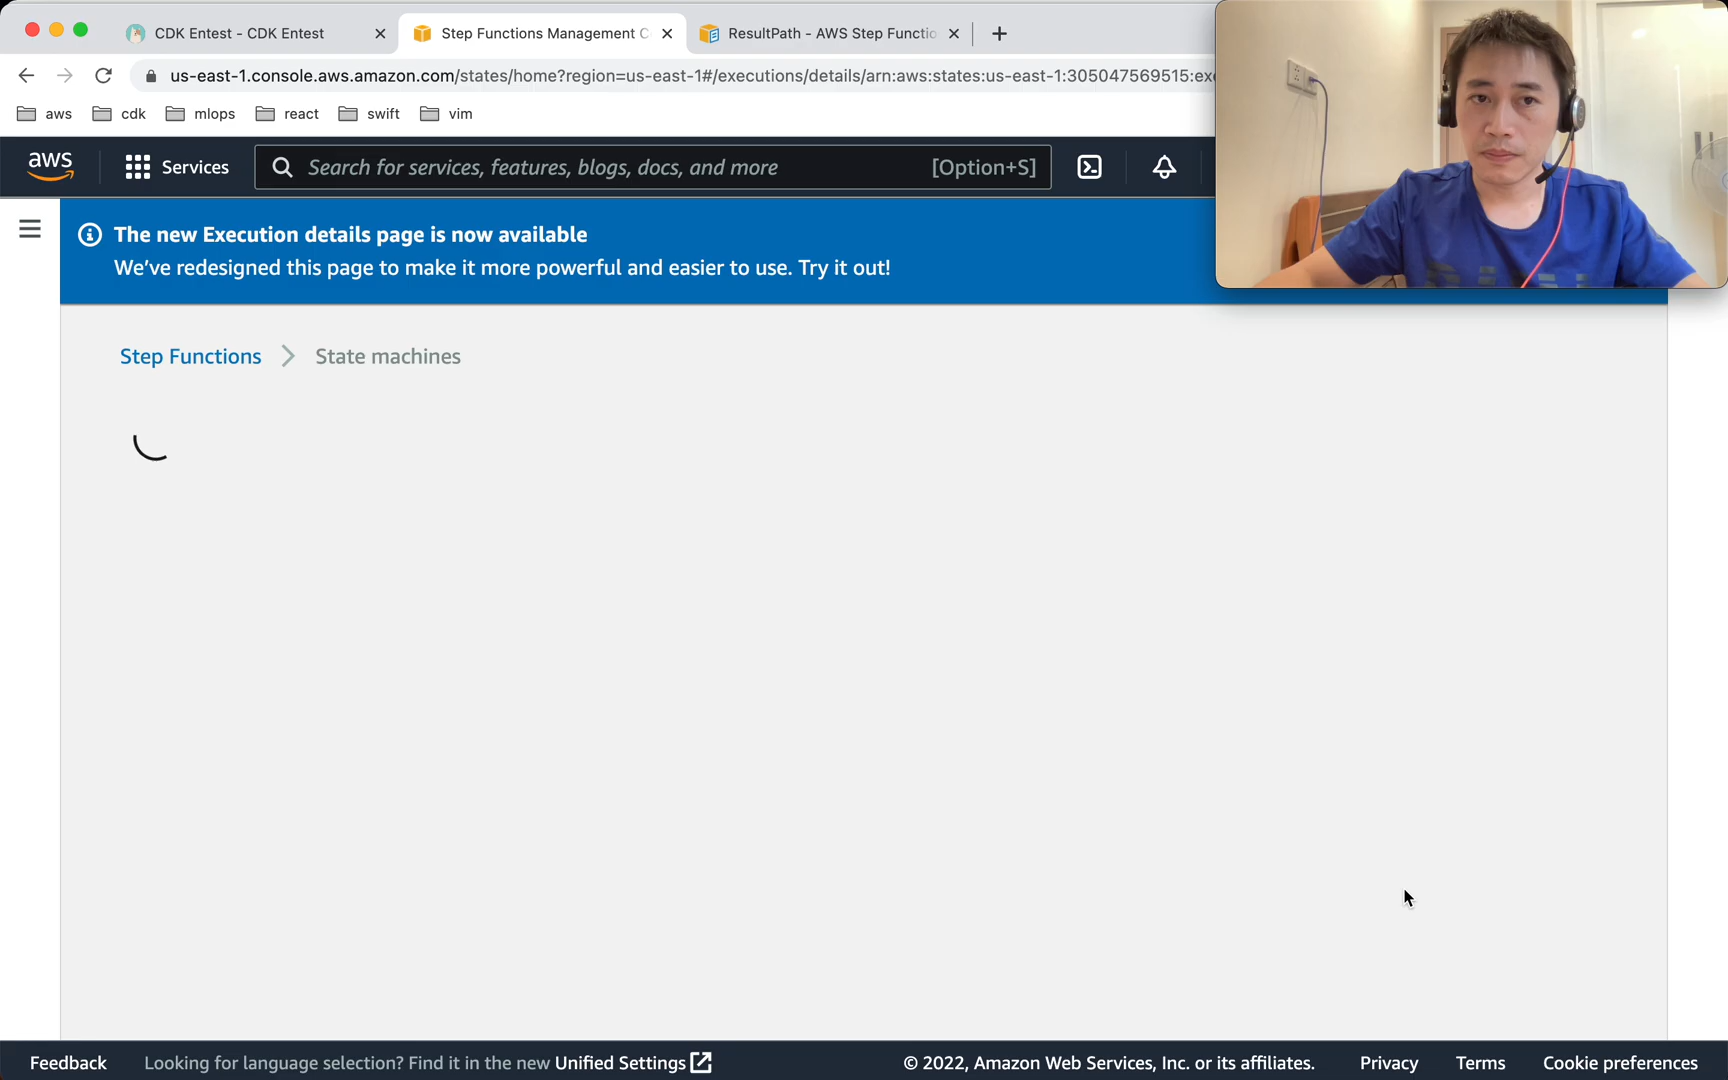 CDK Entest - CDK Entest
Step Functions Management C
ResultPath - AWS Step Functio
us-east-1.console.aws.amazon.com/states/home?region=us-east-1#/executions/details/arn:aws:states:us-east-1:305047569515:exe
aws
cdk
mlops
react
swift
vim
aws
Services
Search for services, features, blogs, docs, and more
[Option+S]
The new Execution details page is now available
We’ve redesigned this page to make it more powerful and easier to use. Try it out!
Step Functions
State machines
Feedback
Looking for language selection? Find it in the new Unified Settings
© 2022, Amazon Web Services, Inc. or its affiliates.
Privacy
Terms
Cookie preferences